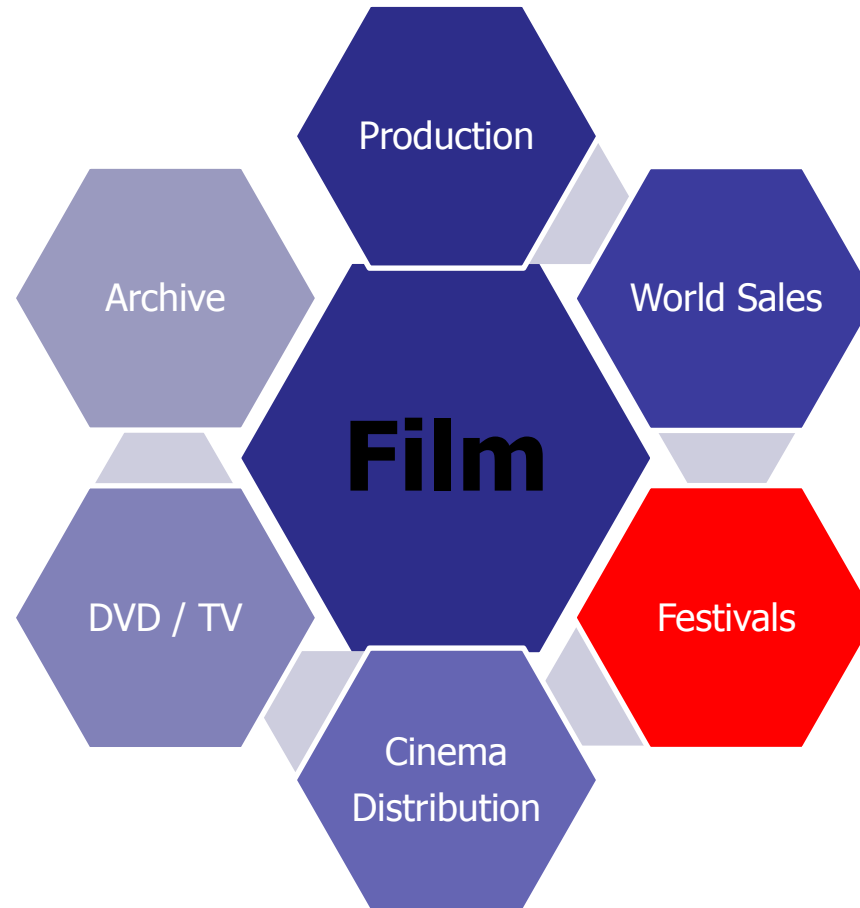 Production
World Sales
Archive
Film
Festivals
DVD / TV
Cinema
Distribution